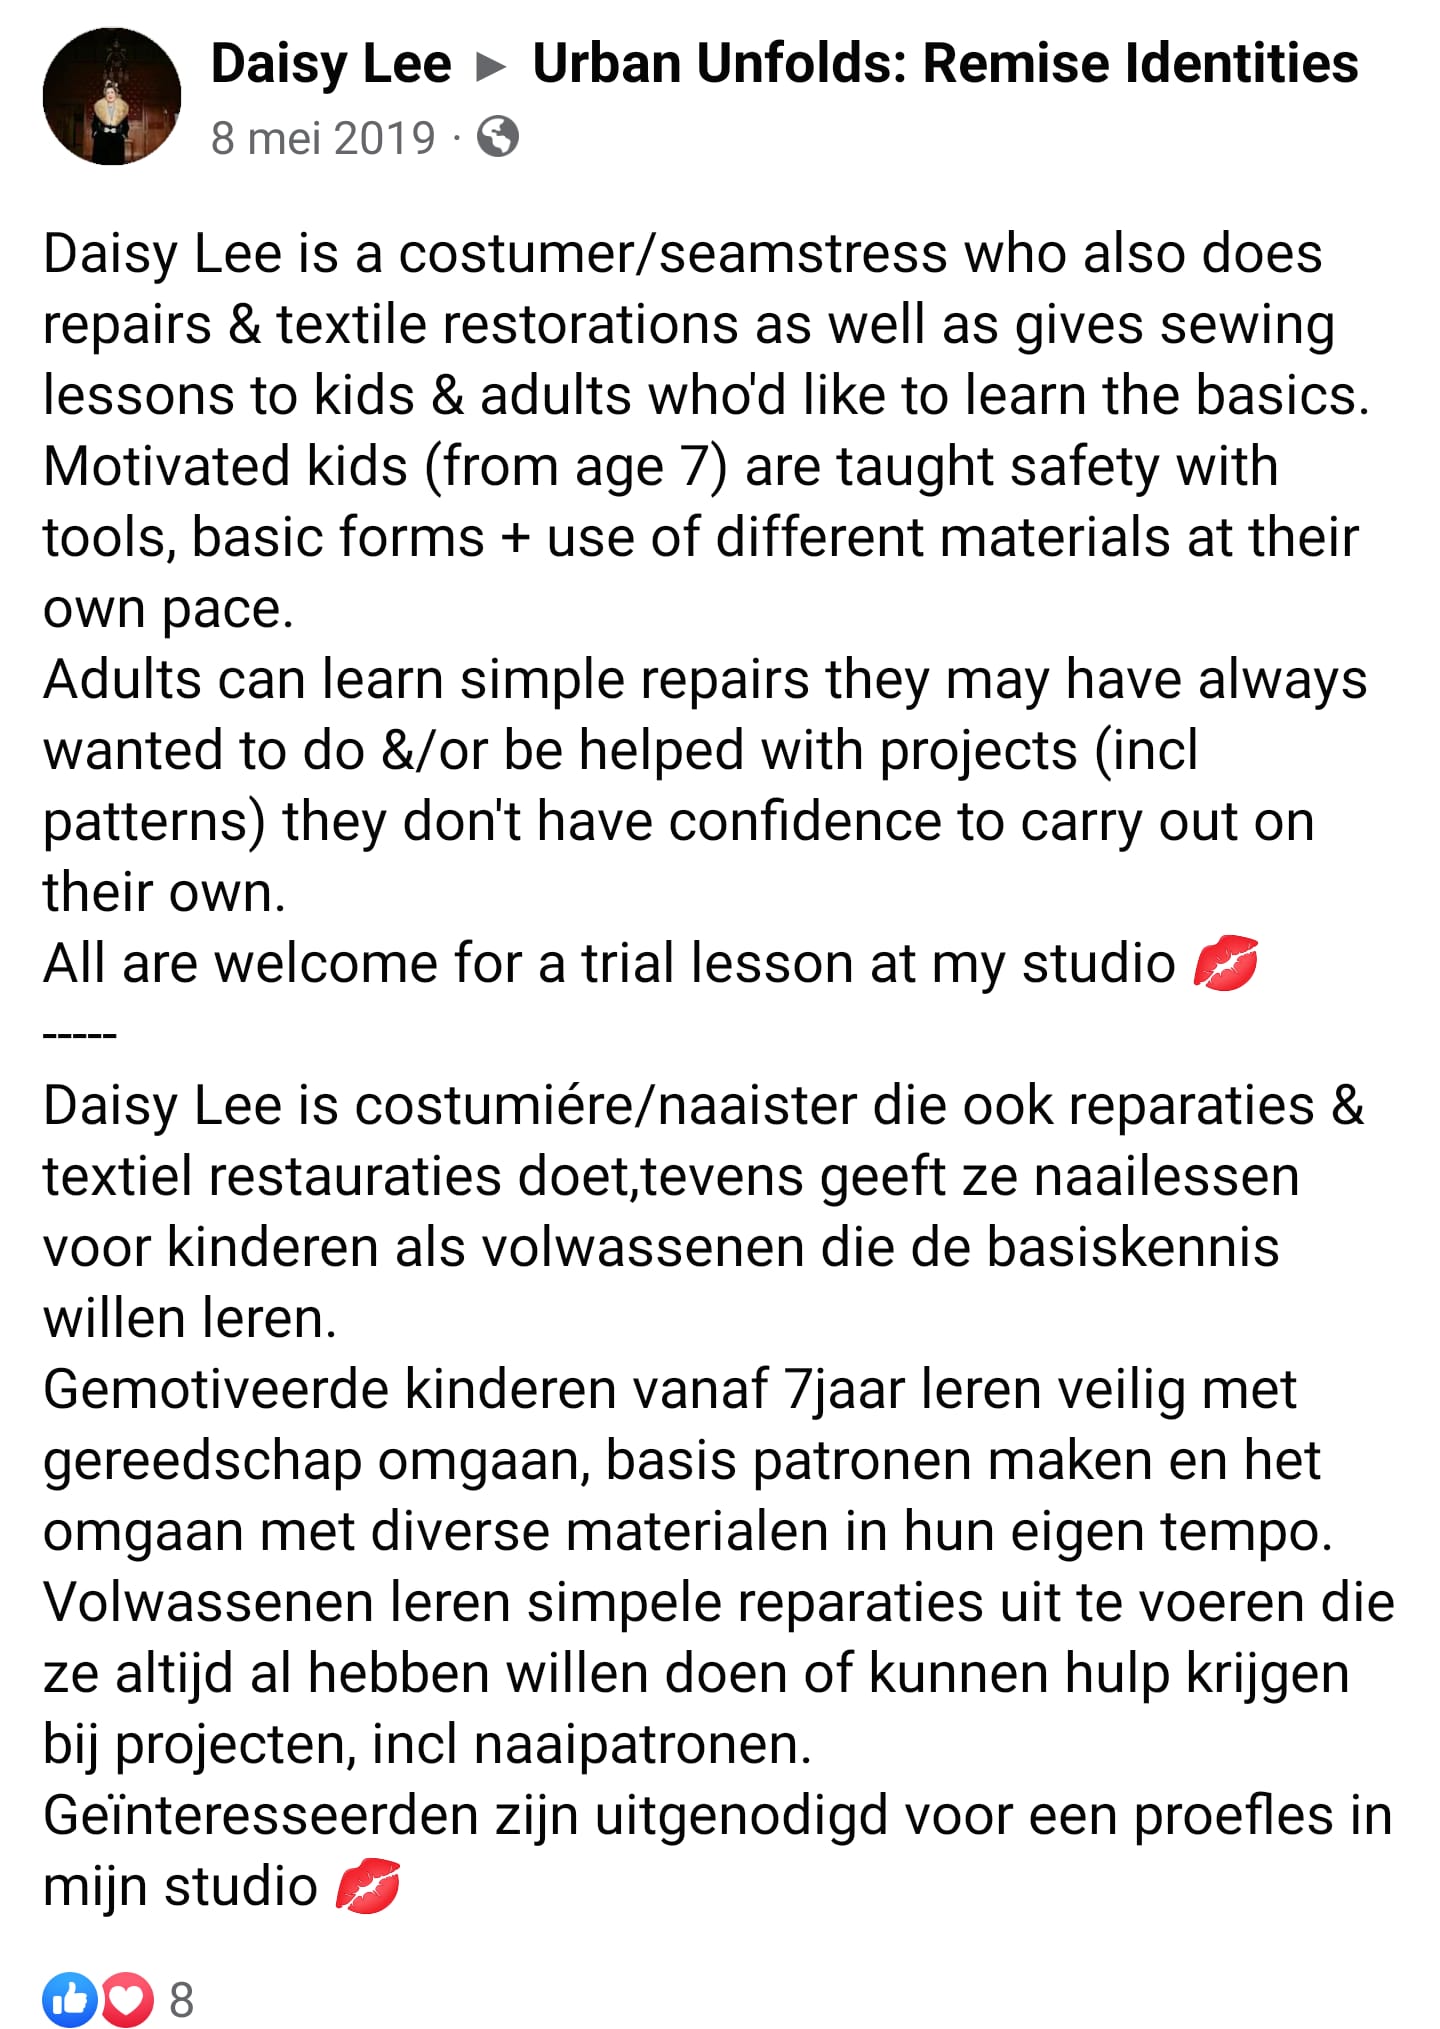 Daisy Lee ▶ Urban Unfolds: Remise Identities
8 mei 2019 ·
Daisy Lee is a costumer/seamstress who also does
repairs & textile restorations as well as gives sewing
lessons to kids & adults who'd like to learn the basics.
Motivated kids (from age 7) are taught safety with
tools, basic forms + use of different materials at their
own pace.
Adults can learn simple repairs they may have always
wanted to do &/or be helped with projects (incl
patterns) they don't have confidence to carry out on
their own.
All are welcome for a trial lesson at my studio 💋
-----
Daisy Lee is costumiére/naaister die ook reparaties &
textiel restauraties doet,tevens geeft ze naailessen
voor kinderen als volwassenen die de basiskennis
willen leren.
Gemotiveerde kinderen vanaf 7jaar leren veilig met
gereedschap omgaan, basis patronen maken en het
omgaan met diverse materialen in hun eigen tempo.
Volwassenen leren simpele reparaties uit te voeren die
ze altijd al hebben willen doen of kunnen hulp krijgen
bij projecten, incl naaipatronen.
Geïnteresseerden zijn uitgenodigd voor een proefles in
mijn studio 💋
8